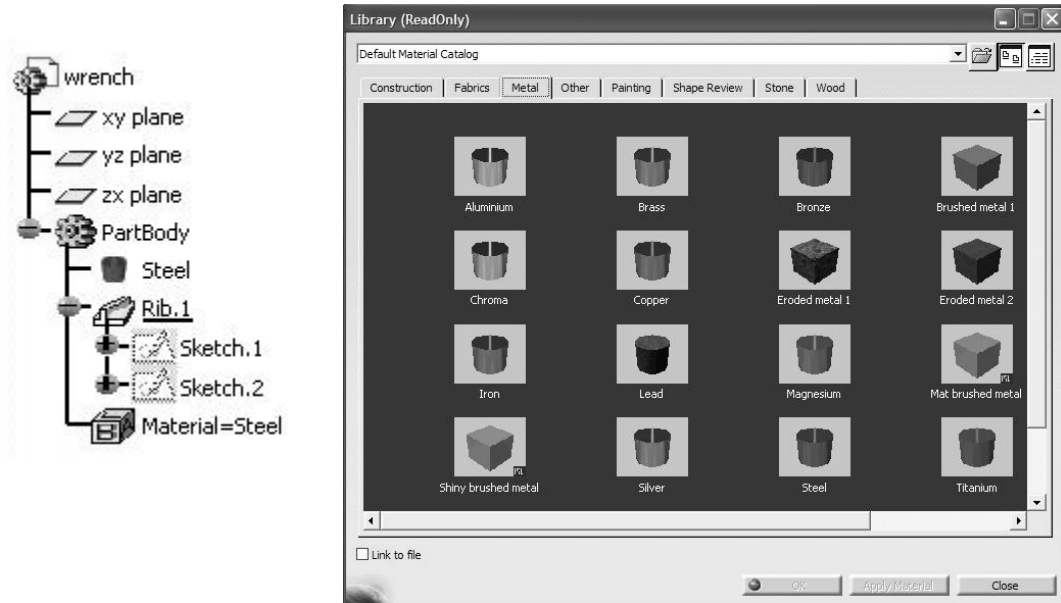 wrench
xy plane
yz plane
zx plane
PartBody
Steel
Rib.1
Sketch.1
Sketch.2
Material=Steel
Library (ReadOnly)
Default Material Catalog
Construction Fabrics Metal Other Painting Shape Review Stone Wood
Aluminium Brass Bronze Brushed metal 1
Chroma Copper Eroded metal 1 Eroded metal 2
Iron Lead Magnesium Mat brushed metal
Shiny brushed metal Silver Steel Titanium
Link to file
OK Apply Material Close